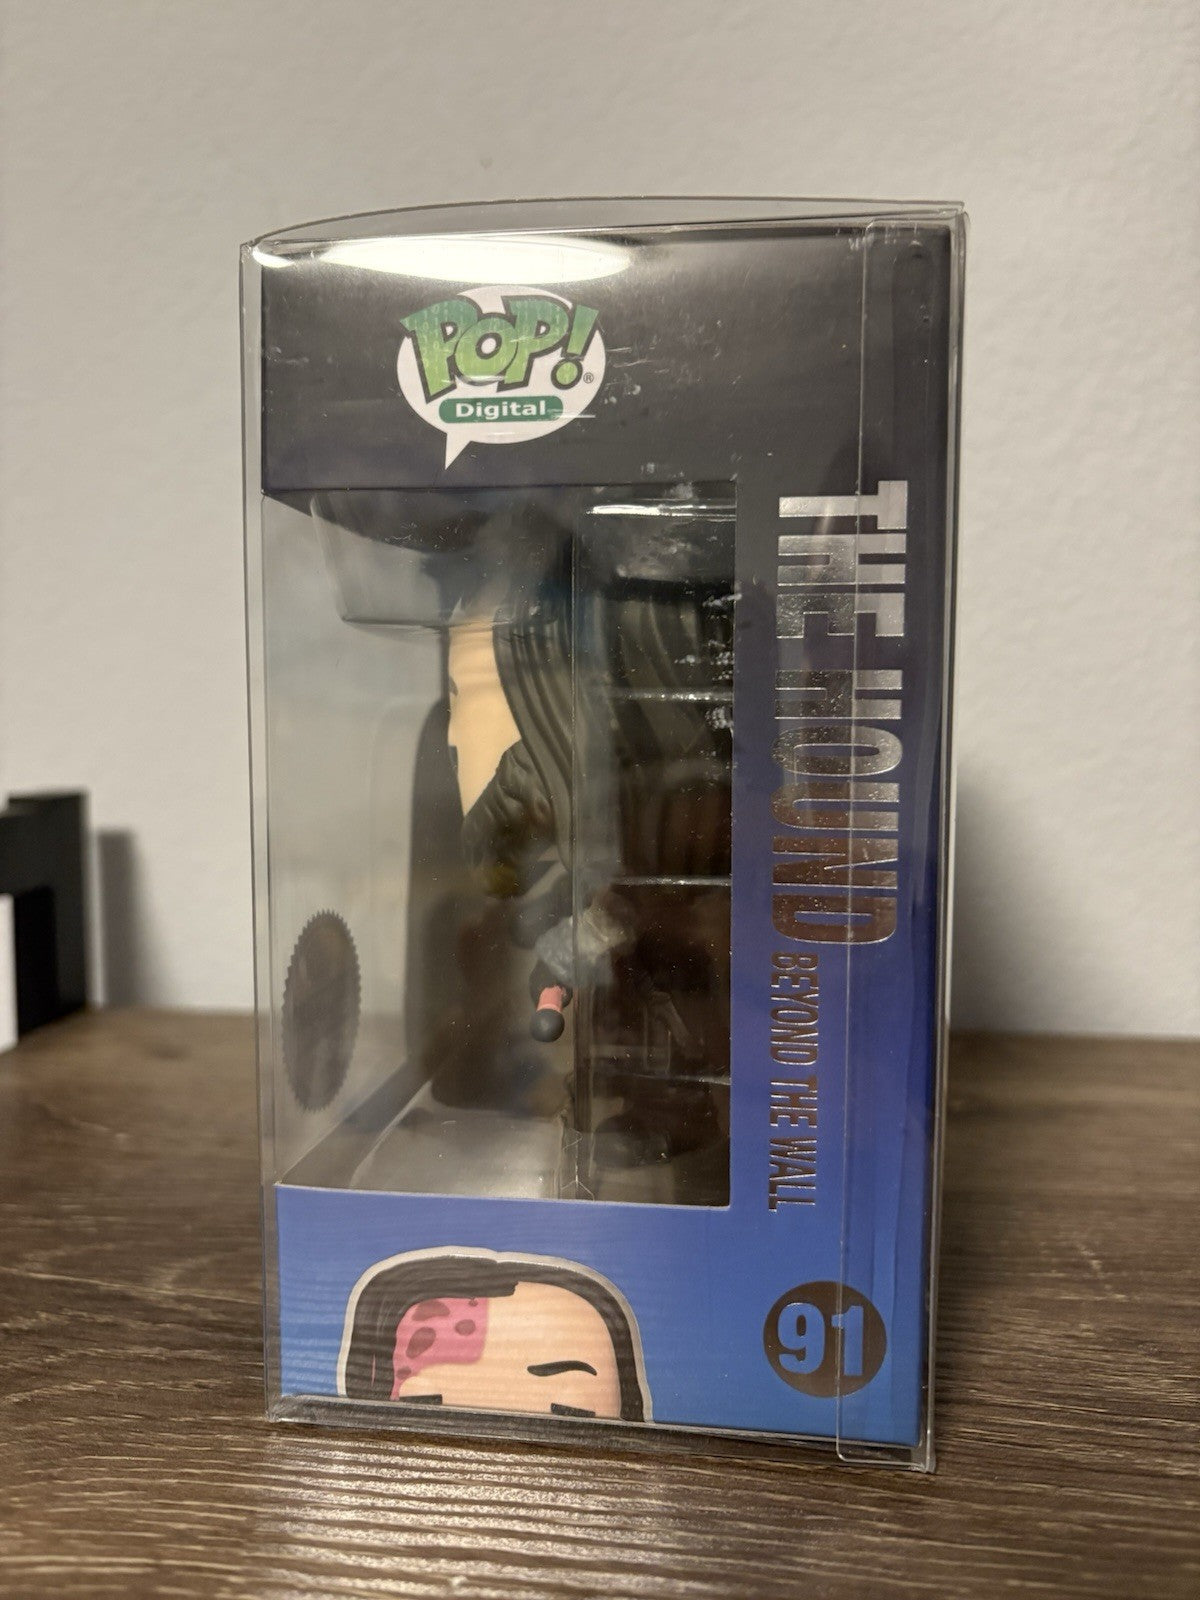 POP!®
Digital
THE HOUND
BEYOND THE WALL
91